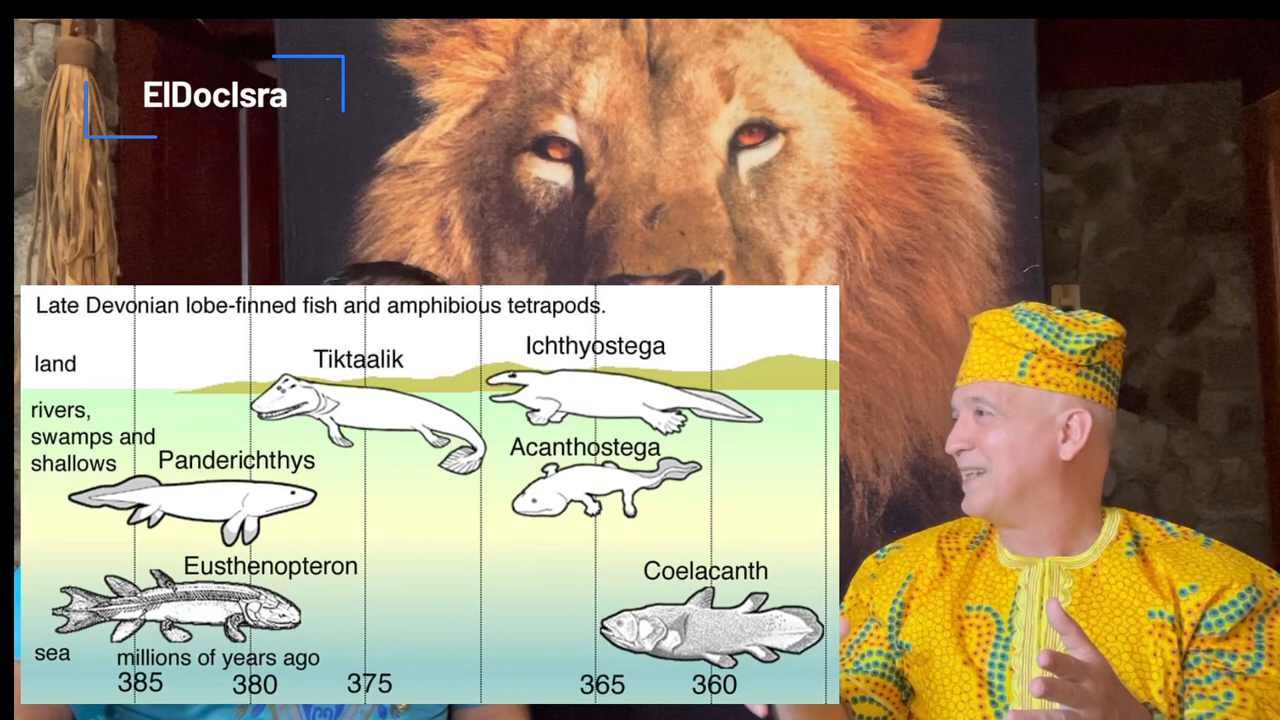 ElDocIsra
Late Devonian lobe-finned fish and amphibious tetrapods.
land
Tiktaalik
Ichthyostega
rivers,
swamps and
shallows
Panderichthys
Acanthostega
Eusthenopteron
Coelacanth
sea
millions of years ago
385
380
375
365
360